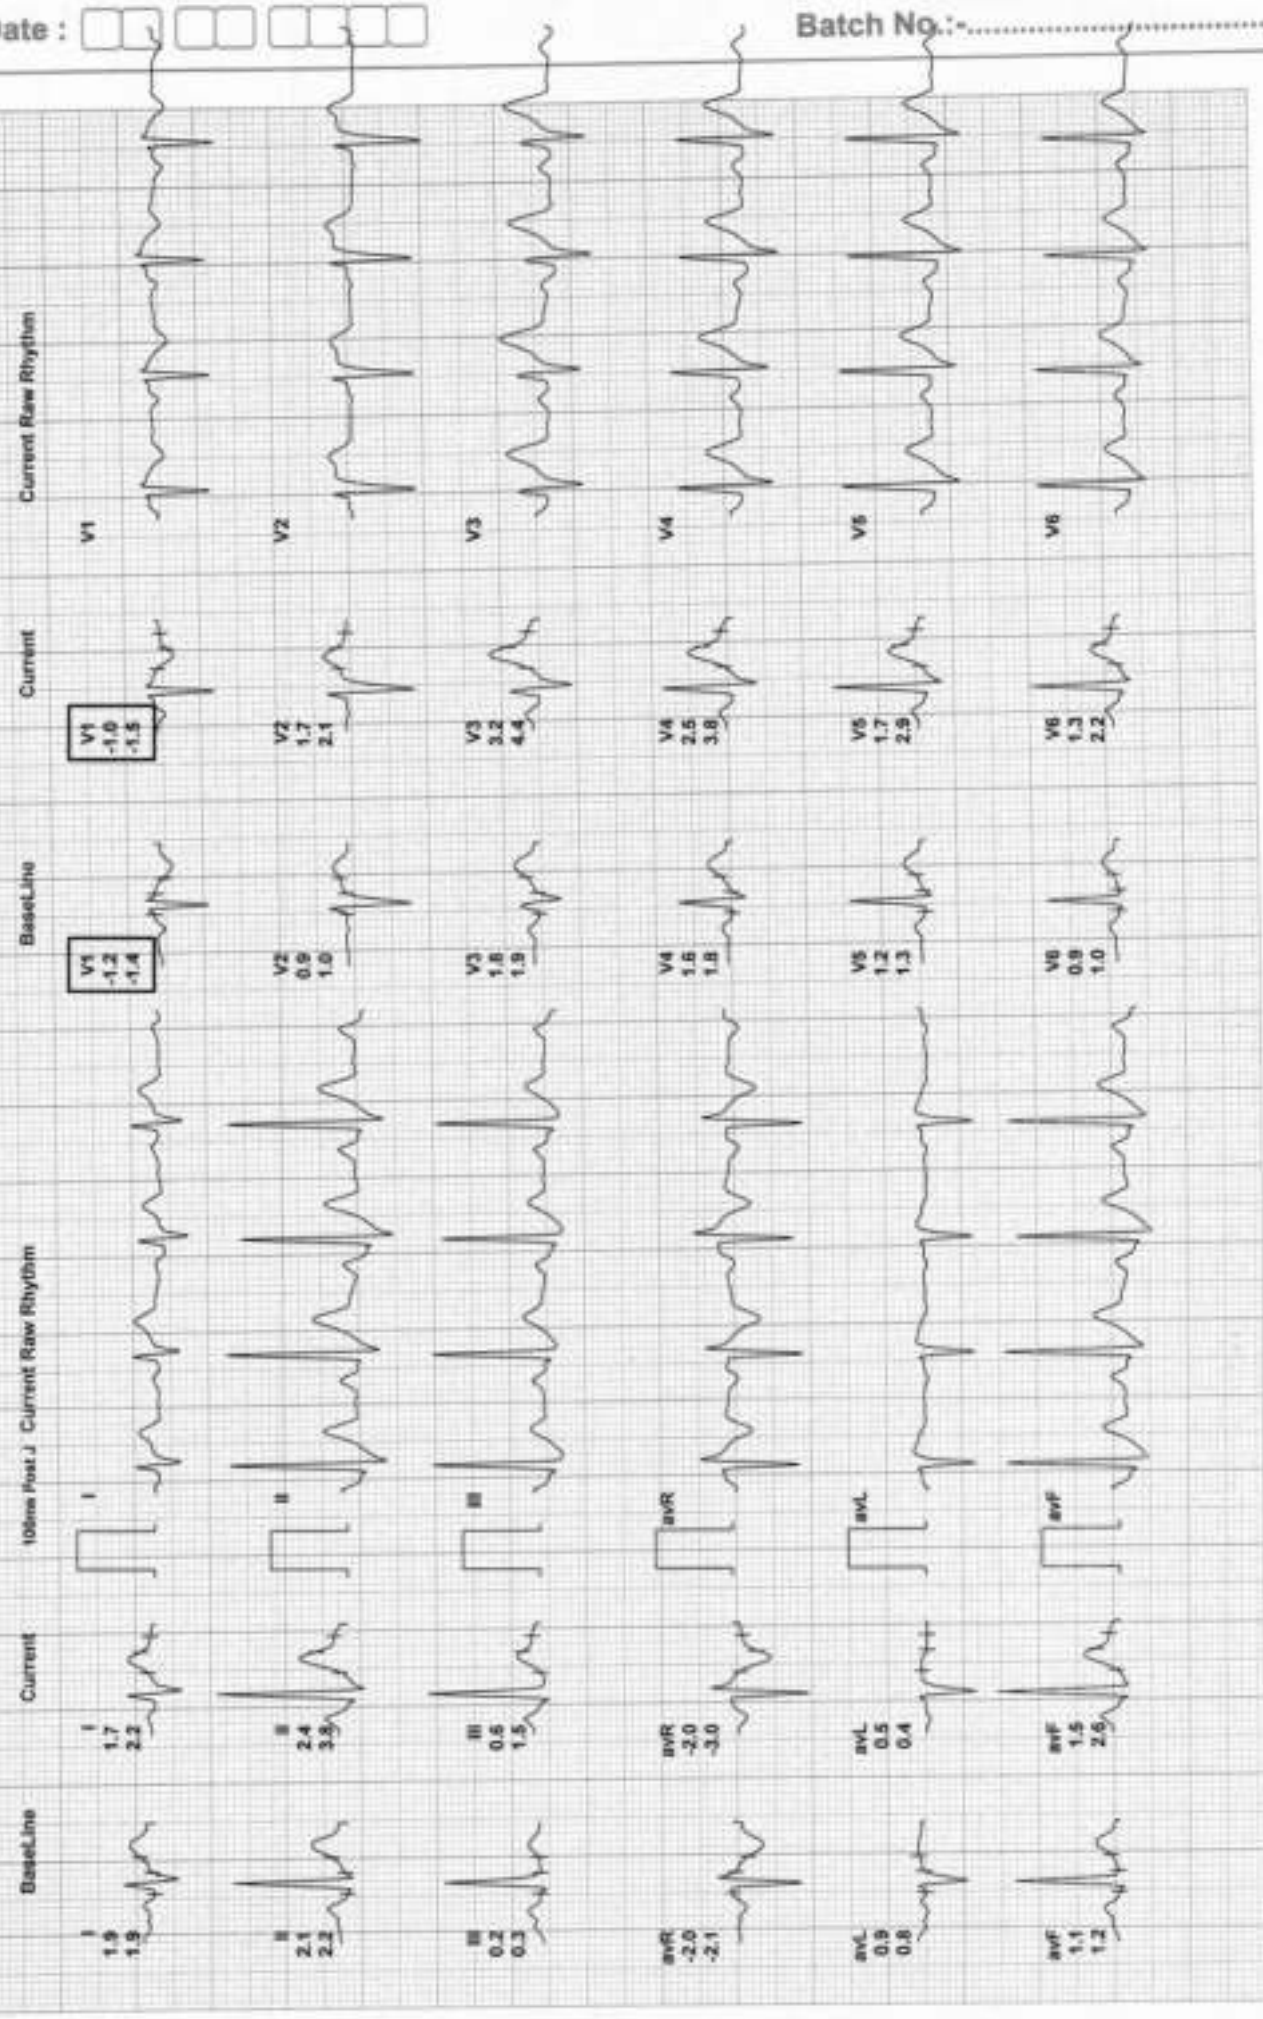 Date :
Batch No.:-
BaseLine
Current
100ms Post J
Current Raw Rhythm
BaseLine
Current
Current Raw Rhythm
I
1.9
1.9
I
1.7
2.2
I
V1
-1.2
-1.4
V1
-1.0
-1.5
V1
II
2.1
2.2
II
2.4
3.8
II
V2
0.9
1.0
V2
1.7
2.1
V2
III
0.2
0.3
III
0.6
1.5
III
V3
1.8
1.9
V3
3.2
4.4
V3
avR
-2.0
-2.1
avR
-2.0
-3.0
avR
V4
1.6
1.8
V4
2.5
3.8
V4
avL
0.9
0.8
avL
0.5
0.4
avL
V5
1.2
1.3
V5
1.7
2.9
V5
avF
1.1
1.2
avF
1.5
2.6
avF
V6
0.9
1.0
V6
1.3
2.2
V6